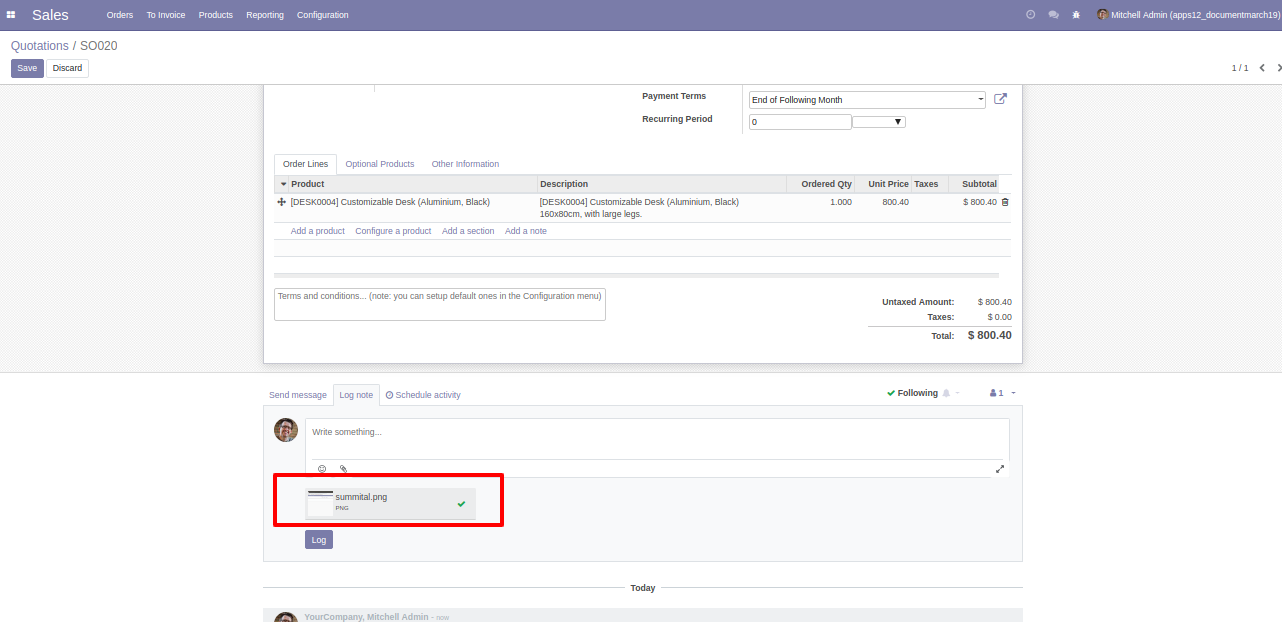 Sales Orders To Invoice Products Reporting Configuration Mitchell Admin (apps12_documentmarch19)
Quotations / SO020
Save Discard 1 / 1
Payment Terms End of Following Month
Recurring Period 0
Order Lines Optional Products Other Information
Product Description Ordered Qty Unit Price Taxes Subtotal
[DESK0004] Customizable Desk (Aluminium, Black) [DESK0004] Customizable Desk (Aluminium, Black) 1.000 800.40 $ 800.40
160x80cm, with large legs.
Add a product Configure a product Add a section Add a note
Terms and conditions... (note: you can setup default ones in the Configuration menu)
Untaxed Amount: $ 800.40
Taxes: $ 0.00
Total: $ 800.40
Send message Log note Schedule activity Following 1
Write something...
summital.png
PNG
Log
Today
YourCompany, Mitchell Admin - now